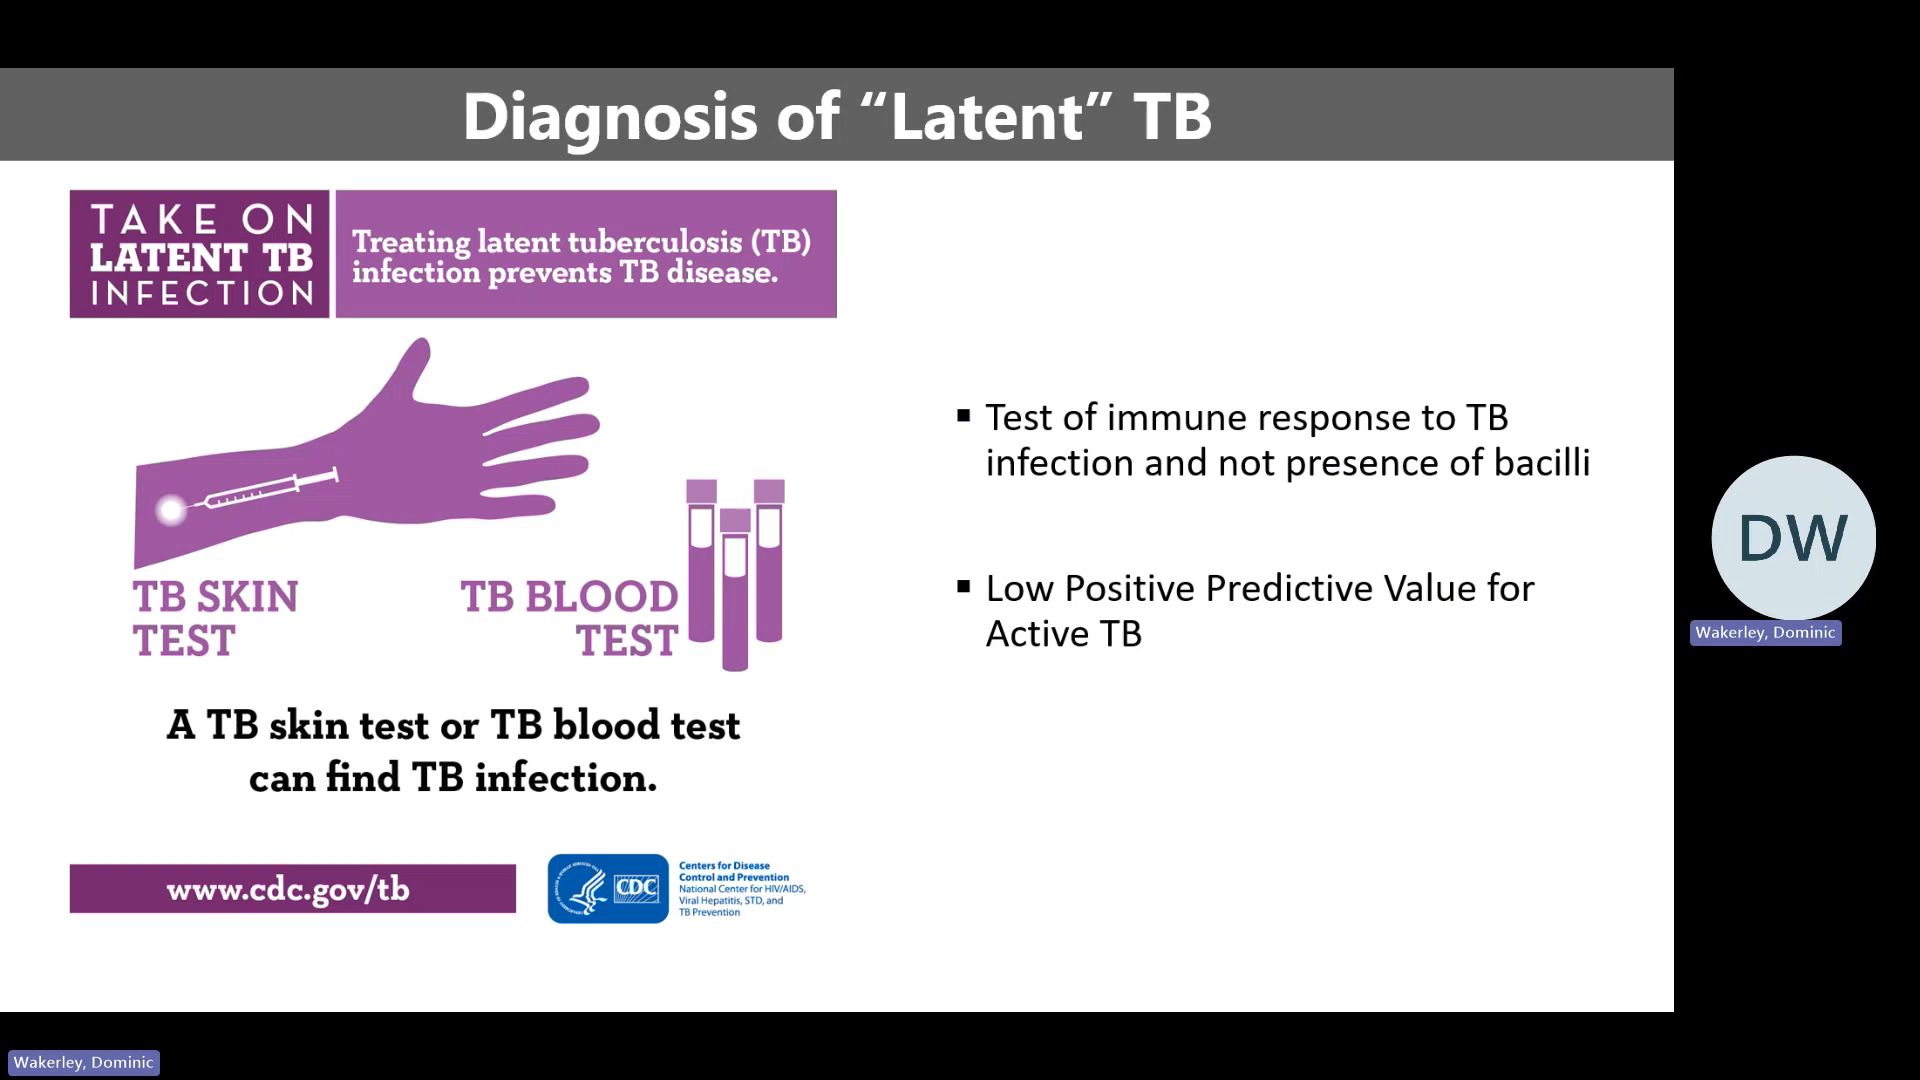 Diagnosis of “Latent” TB
TAKE ON
LATENT TB
INFECTION
Treating latent tuberculosis (TB)
infection prevents TB disease.
TB SKIN
TEST
TB BLOOD
TEST
A TB skin test or TB blood test
can find TB infection.
www.cdc.gov/tb
CDC
Centers for Disease
Control and Prevention
National Center for HIV/AIDS,
Viral Hepatitis, STD, and
TB Prevention
▪ Test of immune response to TB
infection and not presence of bacilli
▪ Low Positive Predictive Value for
Active TB
DW
Wakerley, Dominic
Wakerley, Dominic